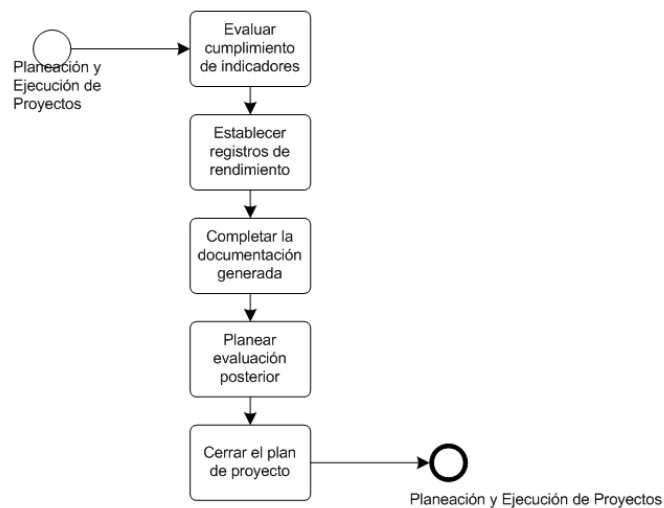 Evaluar
cumplimiento
de indicadores
Planeación y
Ejecución de
Proyectos
Establecer
registros de
rendimiento
Completar la
documentación
generada
Planear
evaluación
posterior
Cerrar el plan
de proyecto
Planeación y Ejecución de Proyectos